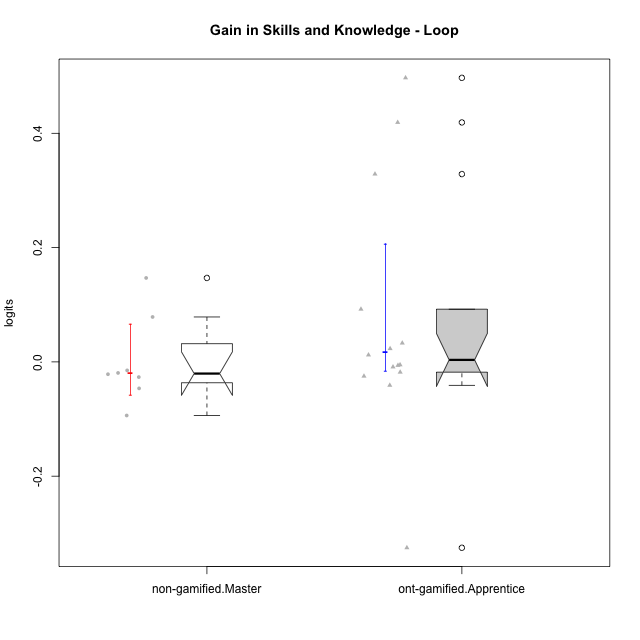 Gain in Skills and Knowledge - Loop
logits
0.4
0.2
0.0
-0.2
non-gamified.Master
ont-gamified.Apprentice